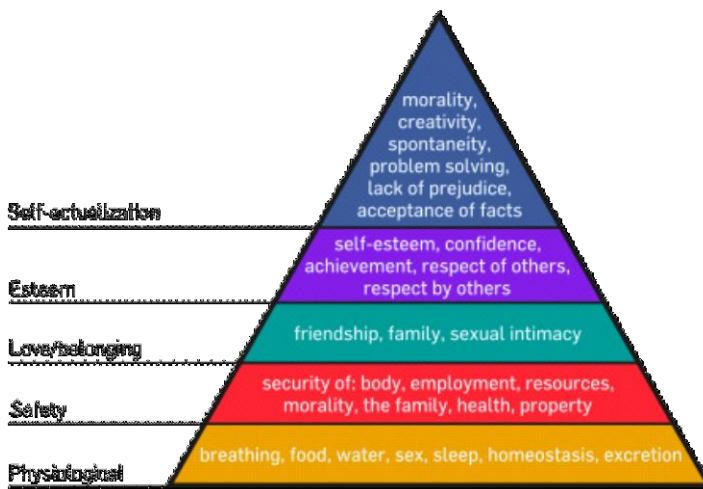 morality,
creativity,
spontaneity,
problem solving,
lack of prejudice,
acceptance of facts
Self-actualization
self-esteem, confidence,
achievement, respect of others,
respect by others
Esteem
friendship, family, sexual intimacy
Love/belonging
security of: body, employment, resources,
morality, the family, health, property
Safety
breathing, food, water, sex, sleep, homeostasis, excretion
Physiological